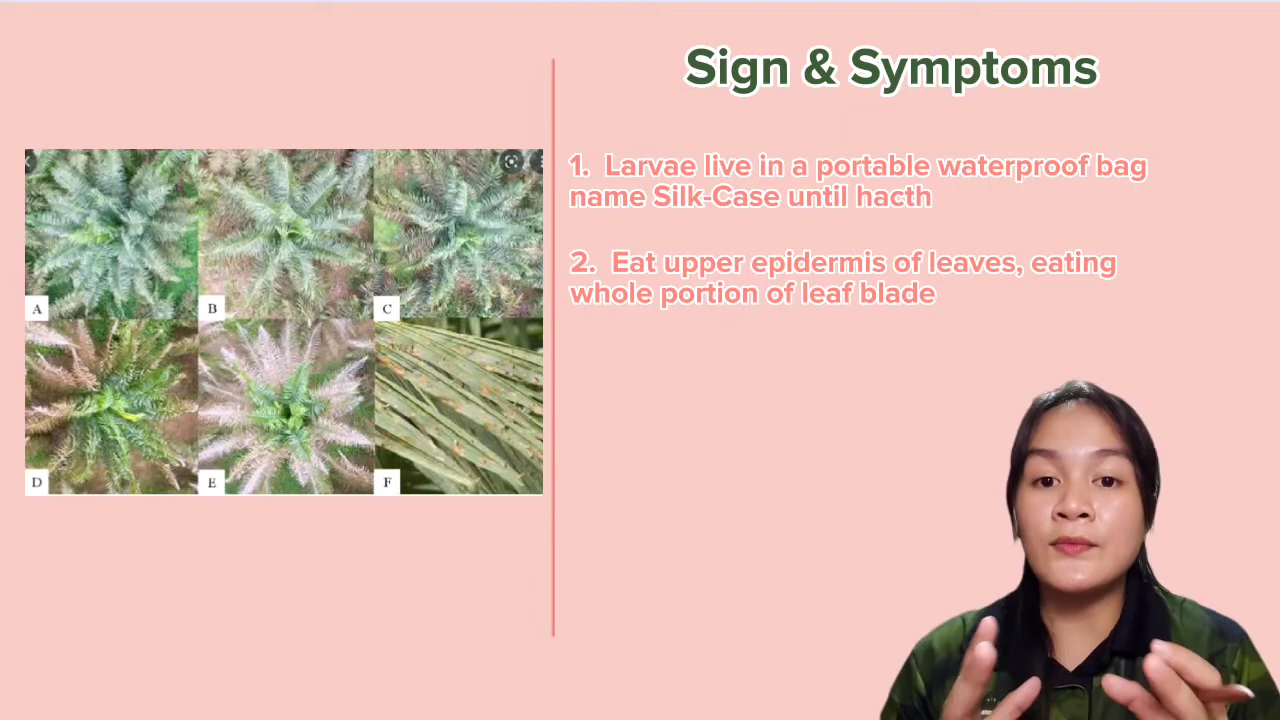 Sign & Symptoms
1. Larvae live in a portable waterproof bag
name Silk-Case until hacth
2. Eat upper epidermis of leaves, eating
whole portion of leaf blade
A
B
C
D
E
F